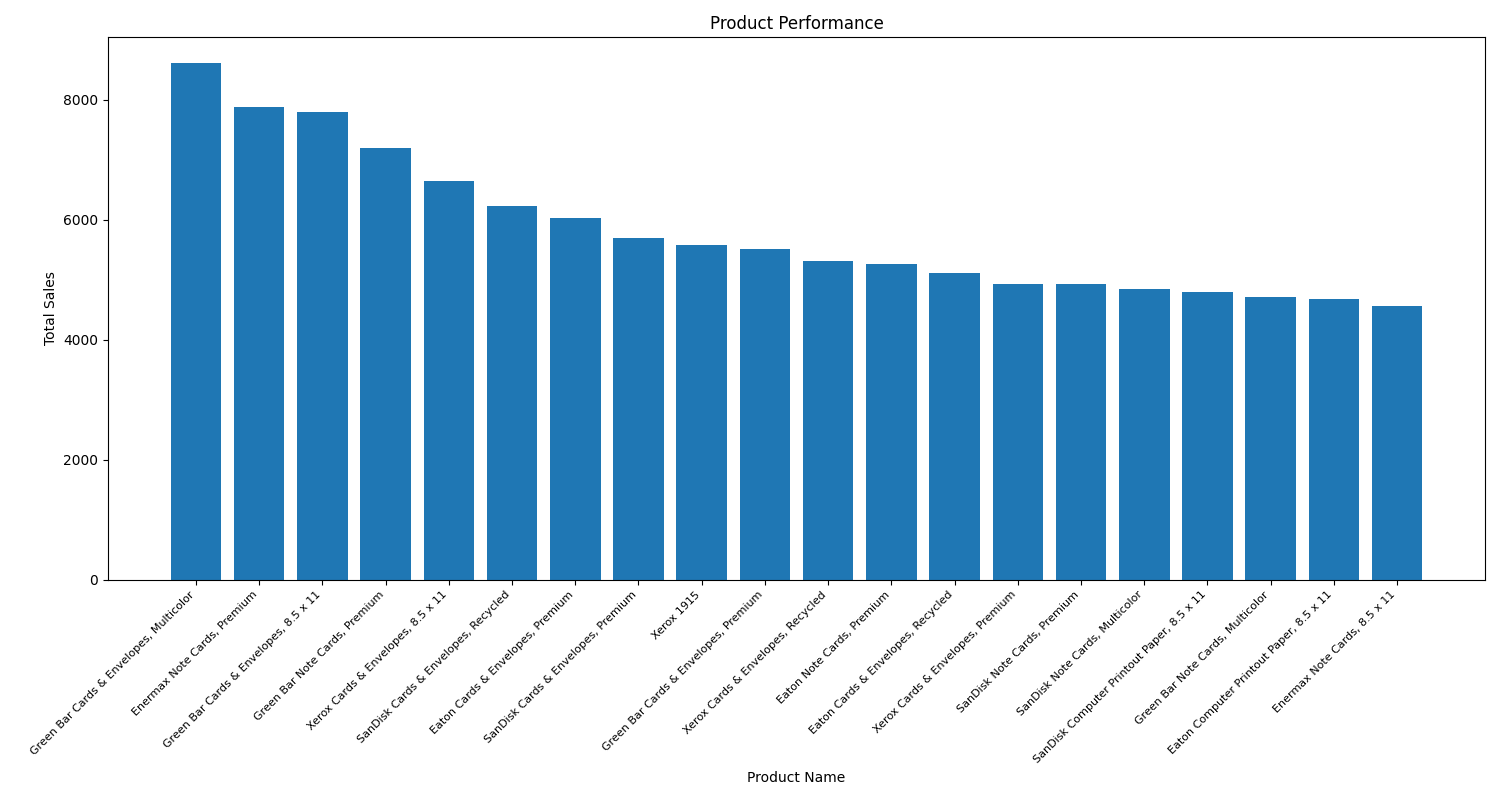 Product Performance
Total Sales
8000
6000
4000
2000
0
Green Bar Cards & Envelopes, Multicolor
Enermax Note Cards, Premium
Green Bar Cards & Envelopes, 8.5 x 11
Green Bar Note Cards, Premium
Xerox Cards & Envelopes, 8.5 x 11
SanDisk Cards & Envelopes, Recycled
Eaton Cards & Envelopes, Premium
SanDisk Cards & Envelopes, Premium
Xerox 1915
Green Bar Cards & Envelopes, Premium
Xerox Cards & Envelopes, Recycled
Eaton Note Cards, Premium
Eaton Cards & Envelopes, Recycled
Xerox Cards & Envelopes, Premium
SanDisk Note Cards, Premium
SanDisk Note Cards, Multicolor
SanDisk Computer Printout Paper, 8.5 x 11
Green Bar Note Cards, Multicolor
Eaton Computer Printout Paper, 8.5 x 11
Enermax Note Cards, 8.5 x 11
Product Name